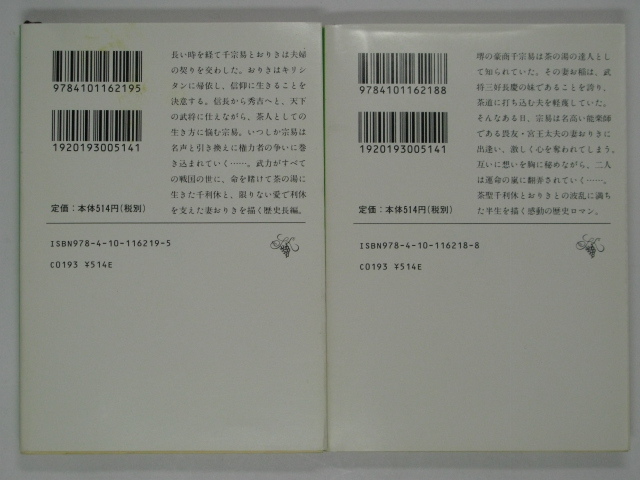 9784101162195
1920193005141
定価：本体514円（税別）
長い時を経て千宗易とおりきは夫婦
の契りを交わした。おりきはキリシ
タンに帰依し、信仰に生きることを
決意する。信長から秀吉へと、天下
の武将に仕えながら、茶人としての
生き方に悩む宗易。いつしか宗易は
名声と引き換えに権力者の争いに巻
き込まれていく……。武力がすべて
の戦国の世に、命を賭けて茶の湯に
生きた千利休と、限りない愛で利休
を支えた妻おりきを描く歴史長編。
ISBN978-4-10-116219-5
C0193 ¥514E
9784101162188
1920193005141
定価：本体514円（税別）
堺の豪商千宗易は茶の湯の達人とし
て知られていた。その妻お稲は、武
将三好長慶の妹であることを誇り、
茶道に打ち込む夫を軽蔑していた。
そんなある日、宗易は名高い能楽師
である畏友・宮王太夫の妻おりきに
出逢い、激しく心を奪われてしまう。
互いに想いを胸に秘めながら、二人
は運命の嵐に翻弄されていく……。
茶聖千利休とおりきとの波乱に満ち
た半生を描く感動の歴史ロマン。
ISBN978-4-10-116218-8
C0193 ¥514E